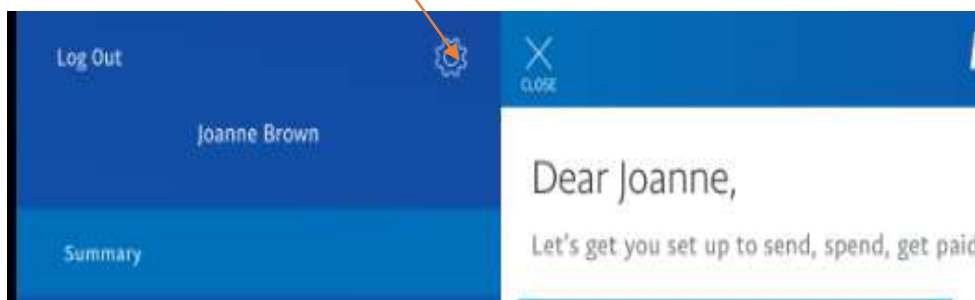 Log Out
CLOSE
Joanne Brown
Dear Joanne,
Summary
Let's get you set up to send, spend, get paid